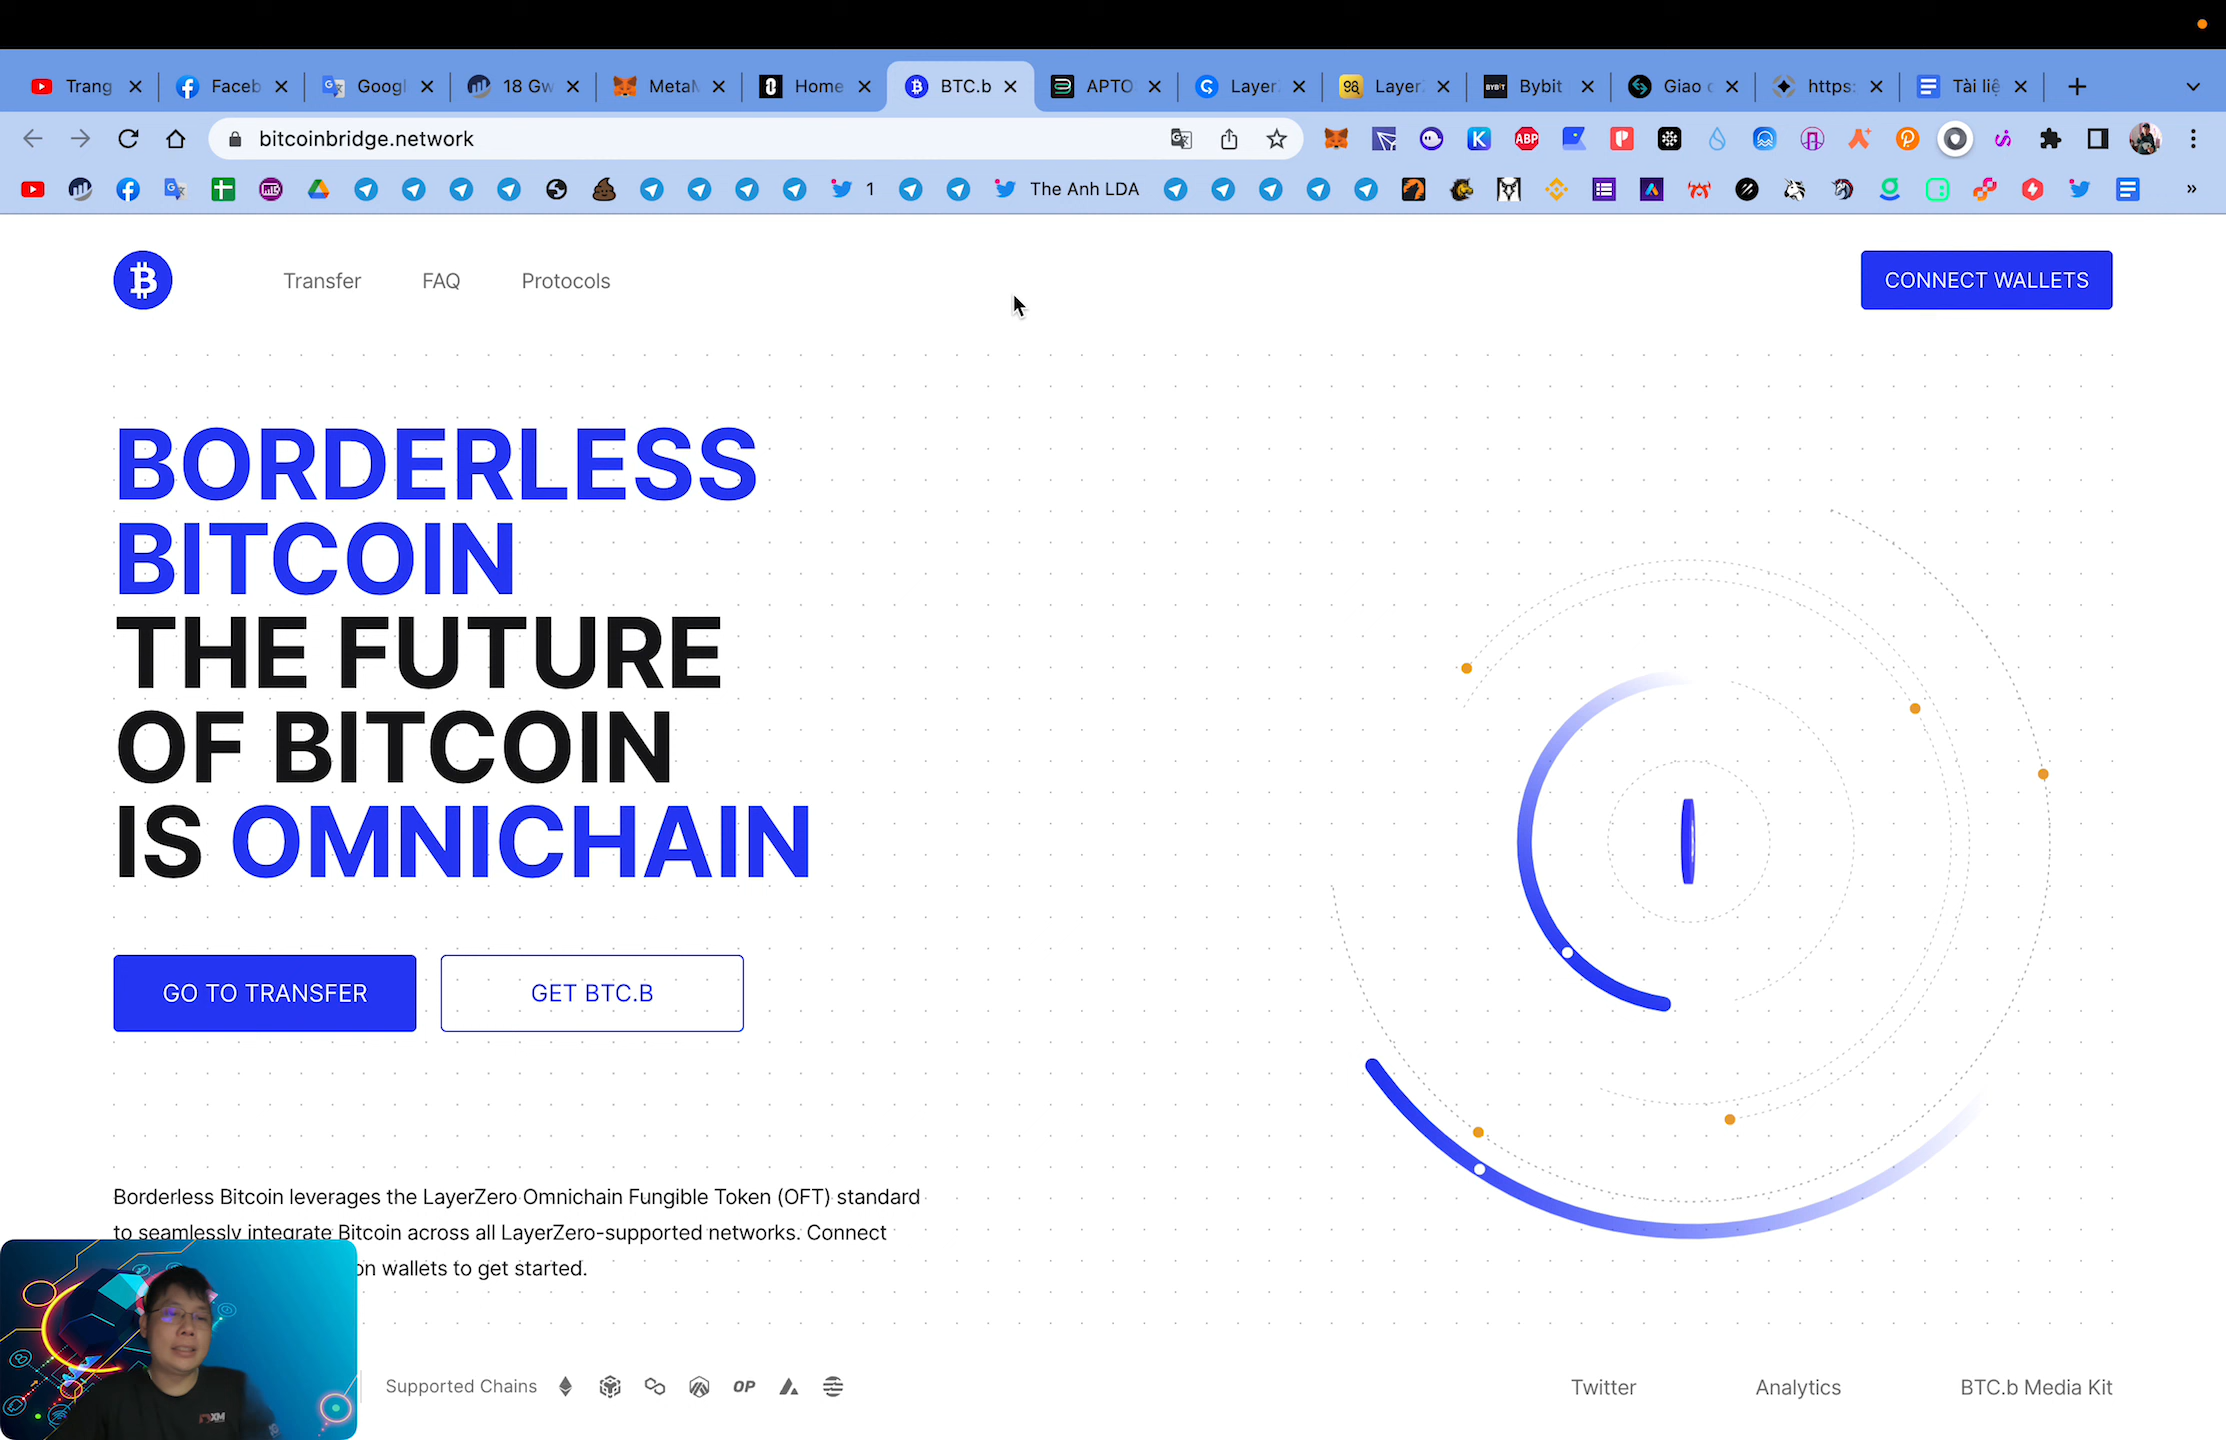 Trang
Faceb
Googl
18 Gw
MetaM
Home
BTC.b
APTO
Layer
Layer
Bybit
Giao
https:
Tài liệ
bitcoinbridge.network
ABP
1
The Anh LDA
Transfer
FAQ
Protocols
CONNECT WALLETS
BORDERLESS
BITCOIN
THE FUTURE
OF BITCOIN
IS OMNICHAIN
GO TO TRANSFER
GET BTC.B
Borderless Bitcoin leverages the LayerZero Omnichain Fungible Token (OFT) standard
to seamlessly integrate Bitcoin across all LayerZero-supported networks. Connect
on wallets to get started.
Supported Chains
OP
Twitter
Analytics
BTC.b Media Kit
XM